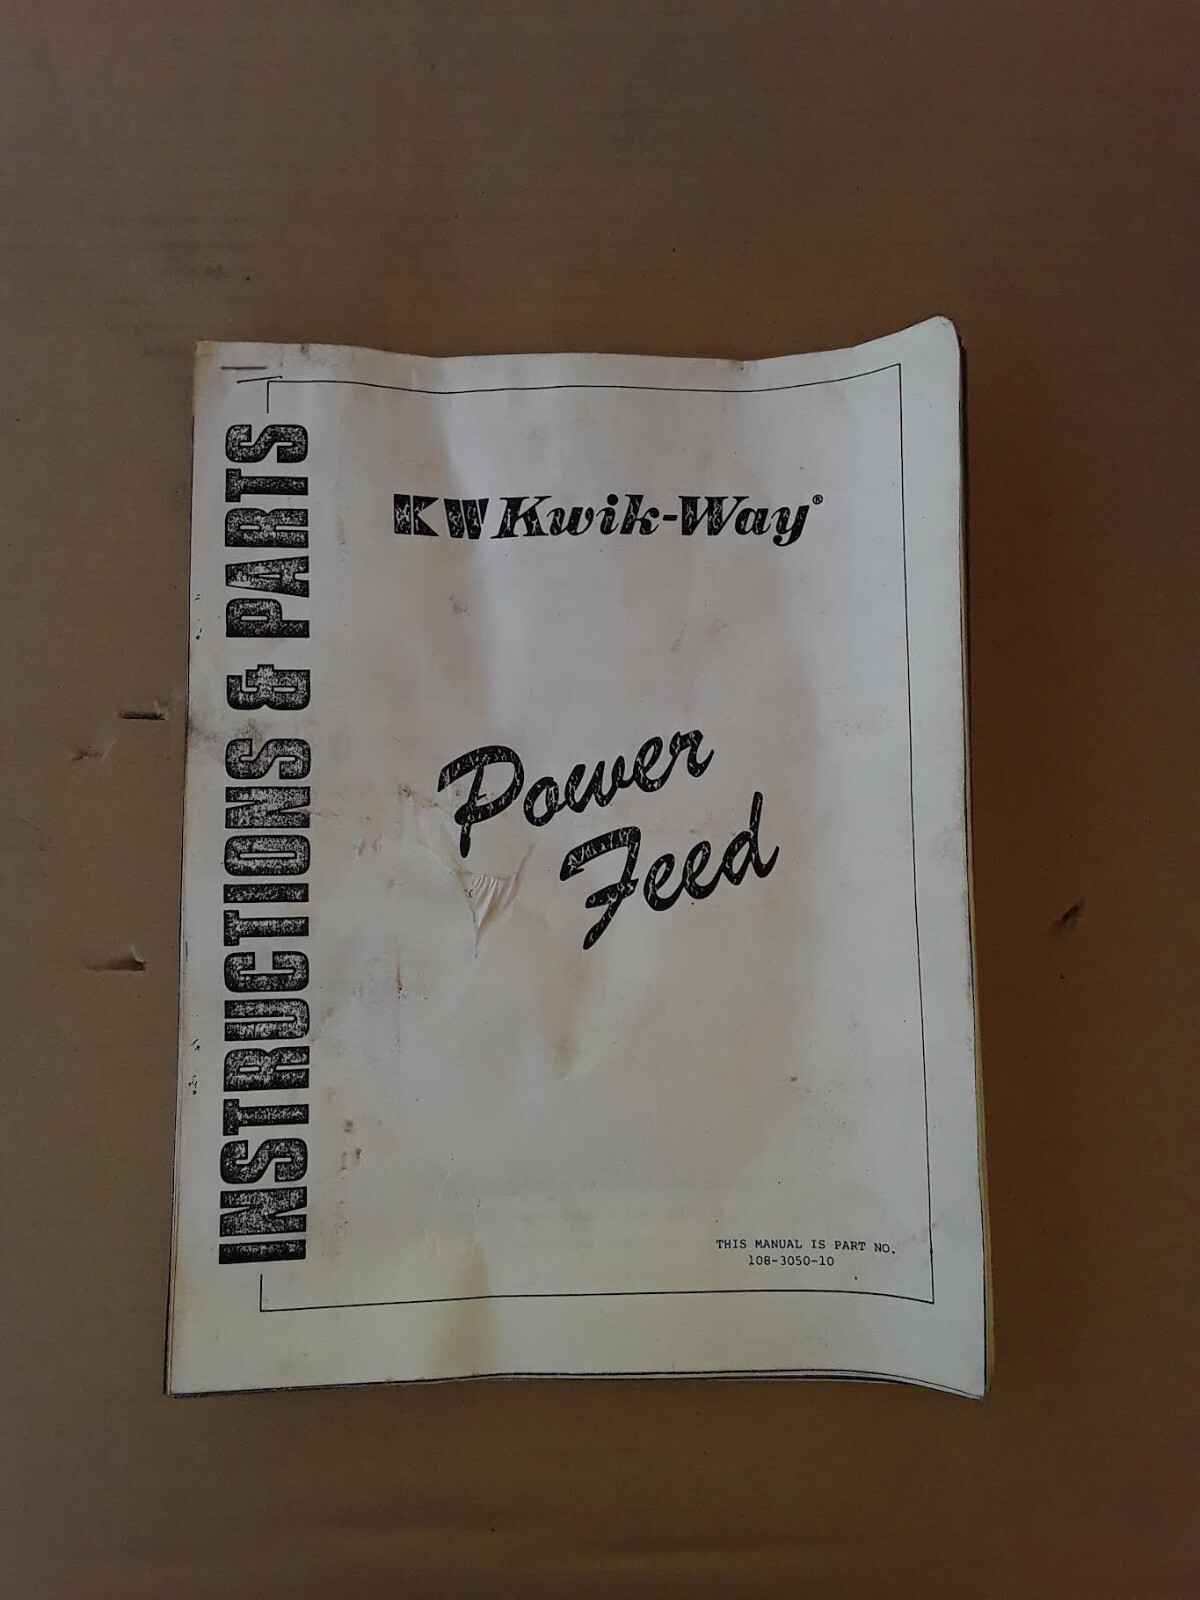 INSTRUCTIONS & PARTS
KW Kwik-Way®
Power
Feed
THIS MANUAL IS PART NO.
108-3050-10